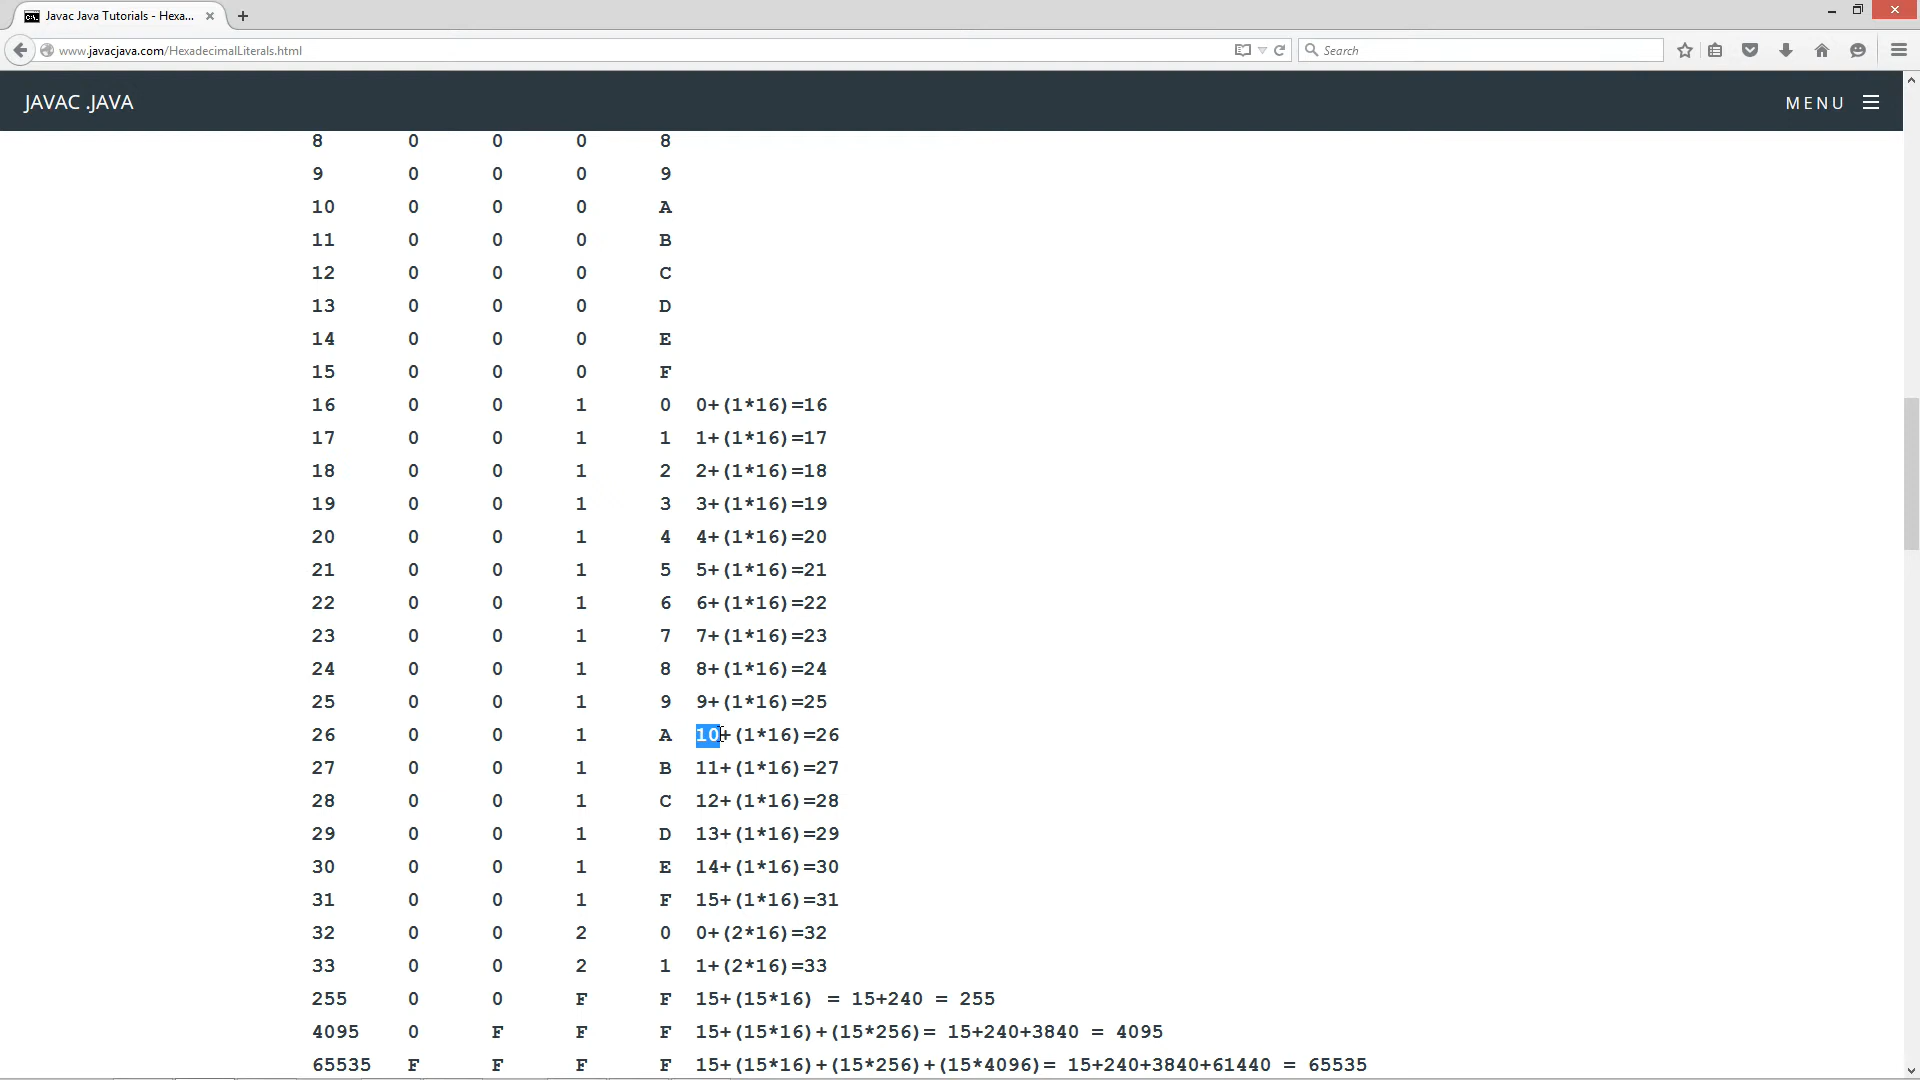 Javac Java Tutorials - Hexa...
www.javacjava.com/HexadecimalLiterals.html
Search
JAVAC .JAVA
MENU
8 0 0 0 8
9 0 0 0 9
10 0 0 0 A
11 0 0 0 B
12 0 0 0 C
13 0 0 0 D
14 0 0 0 E
15 0 0 0 F
16 0 0 1 0 0+(1*16)=16
17 0 0 1 1 1+(1*16)=17
18 0 0 1 2 2+(1*16)=18
19 0 0 1 3 3+(1*16)=19
20 0 0 1 4 4+(1*16)=20
21 0 0 1 5 5+(1*16)=21
22 0 0 1 6 6+(1*16)=22
23 0 0 1 7 7+(1*16)=23
24 0 0 1 8 8+(1*16)=24
25 0 0 1 9 9+(1*16)=25
26 0 0 1 A 10+(1*16)=26
27 0 0 1 B 11+(1*16)=27
28 0 0 1 C 12+(1*16)=28
29 0 0 1 D 13+(1*16)=29
30 0 0 1 E 14+(1*16)=30
31 0 0 1 F 15+(1*16)=31
32 0 0 2 0 0+(2*16)=32
33 0 0 2 1 1+(2*16)=33
255 0 0 F F 15+(15*16) = 15+240 = 255
4095 0 F F F 15+(15*16)+(15*256)= 15+240+3840 = 4095
65535 F F F F 15+(15*16)+(15*256)+(15*4096)= 15+240+3840+61440 = 65535